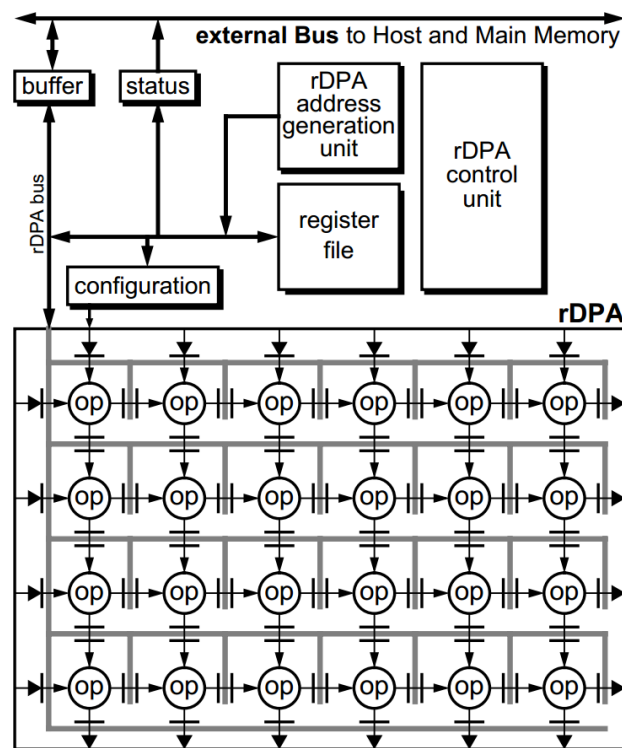 external Bus to Host and Main Memory
buffer
status
rDPA
address
generation
unit
rDPA
control
unit
rDPA bus
register
file
configuration
rDPA
op op op op op op
op op op op op op
op op op op op op
op op op op op op